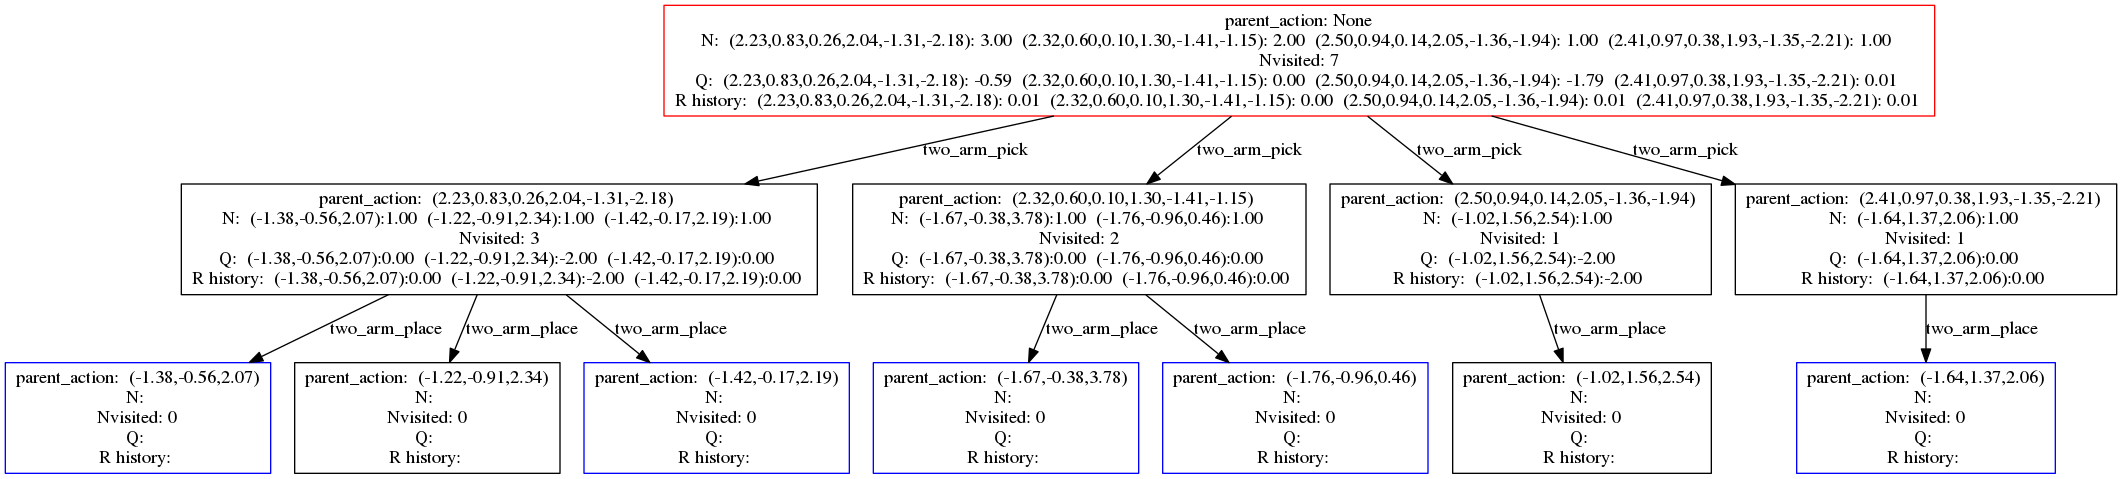 parent_action: None
N: (2.23,0.83,0.26,2.04,-1.31,-2.18): 3.00 (2.32,0.60,0.10,1.30,-1.41,-1.15): 2.00 (2.50,0.94,0.14,2.05,-1.36,-1.94): 1.00 (2.41,0.97,0.38,1.93,-1.35,-2.21): 1.00
Nvisited: 7
Q: (2.23,0.83,0.26,2.04,-1.31,-2.18): -0.59 (2.32,0.60,0.10,1.30,-1.41,-1.15): 0.00 (2.50,0.94,0.14,2.05,-1.36,-1.94): -1.79 (2.41,0.97,0.38,1.93,-1.35,-2.21): 0.01
R history: (2.23,0.83,0.26,2.04,-1.31,-2.18): 0.01 (2.32,0.60,0.10,1.30,-1.41,-1.15): 0.00 (2.50,0.94,0.14,2.05,-1.36,-1.94): 0.01 (2.41,0.97,0.38,1.93,-1.35,-2.21): 0.01
two_arm_pick
two_arm_pick
two_arm_pick
two_arm_pick
parent_action: (2.23,0.83,0.26,2.04,-1.31,-2.18)
N: (-1.38,-0.56,2.07):1.00 (-1.22,-0.91,2.34):1.00 (-1.42,-0.17,2.19):1.00
Nvisited: 3
Q: (-1.38,-0.56,2.07):0.00 (-1.22,-0.91,2.34):-2.00 (-1.42,-0.17,2.19):0.00
R history: (-1.38,-0.56,2.07):0.00 (-1.22,-0.91,2.34):-2.00 (-1.42,-0.17,2.19):0.00
parent_action: (2.32,0.60,0.10,1.30,-1.41,-1.15)
N: (-1.67,-0.38,3.78):1.00 (-1.76,-0.96,0.46):1.00
Nvisited: 2
Q: (-1.67,-0.38,3.78):0.00 (-1.76,-0.96,0.46):0.00
R history: (-1.67,-0.38,3.78):0.00 (-1.76,-0.96,0.46):0.00
parent_action: (2.50,0.94,0.14,2.05,-1.36,-1.94)
N: (-1.02,1.56,2.54):1.00
Nvisited: 1
Q: (-1.02,1.56,2.54):-2.00
R history: (-1.02,1.56,2.54):-2.00
parent_action: (2.41,0.97,0.38,1.93,-1.35,-2.21)
N: (-1.64,1.37,2.06):1.00
Nvisited: 1
Q: (-1.64,1.37,2.06):0.00
R history: (-1.64,1.37,2.06):0.00
two_arm_place
two_arm_place
two_arm_place
two_arm_place
two_arm_place
two_arm_place
two_arm_place
parent_action: (-1.38,-0.56,2.07)
N:
Nvisited: 0
Q:
R history:
parent_action: (-1.22,-0.91,2.34)
N:
Nvisited: 0
Q:
R history:
parent_action: (-1.42,-0.17,2.19)
N:
Nvisited: 0
Q:
R history:
parent_action: (-1.67,-0.38,3.78)
N:
Nvisited: 0
Q:
R history:
parent_action: (-1.76,-0.96,0.46)
N:
Nvisited: 0
Q:
R history:
parent_action: (-1.02,1.56,2.54)
N:
Nvisited: 0
Q:
R history:
parent_action: (-1.64,1.37,2.06)
N:
Nvisited: 0
Q:
R history: